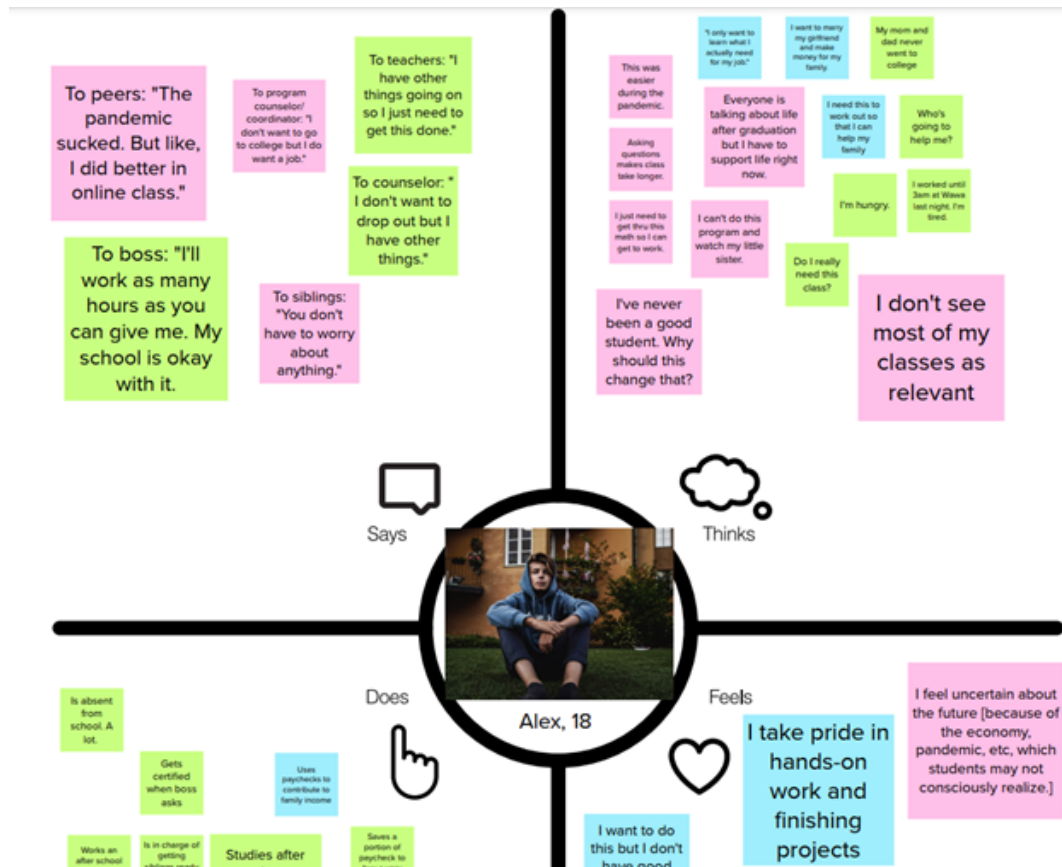 To peers: "The
pandemic
sucked. But like,
I did better in
online class."
To program
counselor/
coordinator: "I
don't want to go
to college but I do
want a job."
To teachers: "I
have other
things going on
so I just need to
get this done."
To counselor: "
I don't want to
drop out but I
have other
things."
To boss: "I'll
work as many
hours as you
can give me. My
school is okay
with it.
To siblings:
"You don't
have to worry
about
anything."
Says
"I only want to
learn what I
actually need
for my job."
I want to marry
my girlfriend
and make
money for my
family.
My mom and
dad never
went to
college
This was
easier
during the
pandemic.
Everyone is
talking about life
after graduation
but I have to
support life right
now.
I need this to
work out so
that I can
help my
family
Who's
going to
help me?
Asking
questions
makes class
take longer.
I'm hungry.
I worked until
3am at Wawa
last night. I'm
tired.
I just need to
get thru this
math so I can
get to work.
I can't do this
program and
watch my little
sister.
Do I really
need this
class?
I've never
been a good
student. Why
should this
change that?
I don't see
most of my
classes as
relevant
Thinks
Alex, 18
Does
Is absent
from
school. A
lot.
Gets
certified
when boss
asks
Uses
paychecks to
contribute to
family income
Works an
after school
Is in charge of
getting
Studies after
Saves a
portion of
paycheck to
Feels
I take pride in
hands-on
work and
finishing
projects
I feel uncertain about
the future [because of
the economy,
pandemic, etc, which
students may not
consciously realize.]
I want to do
this but I don't
have good